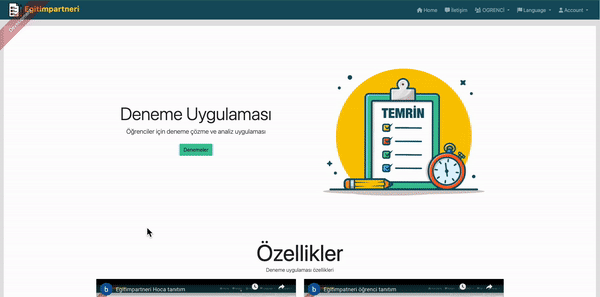 Egitimpartneri
Home
İletişim
ÖĞRENCİ
Language
Account
Deneme Uygulaması
Öğrenciler için deneme çözme ve analiz uygulaması
Denemeler
TEMRİN
Özellikler
Deneme uygulaması özellikleri
b
Egitimpartneri Hoca tanıtım
b
Egitimpatneri öğrenci tanıtım